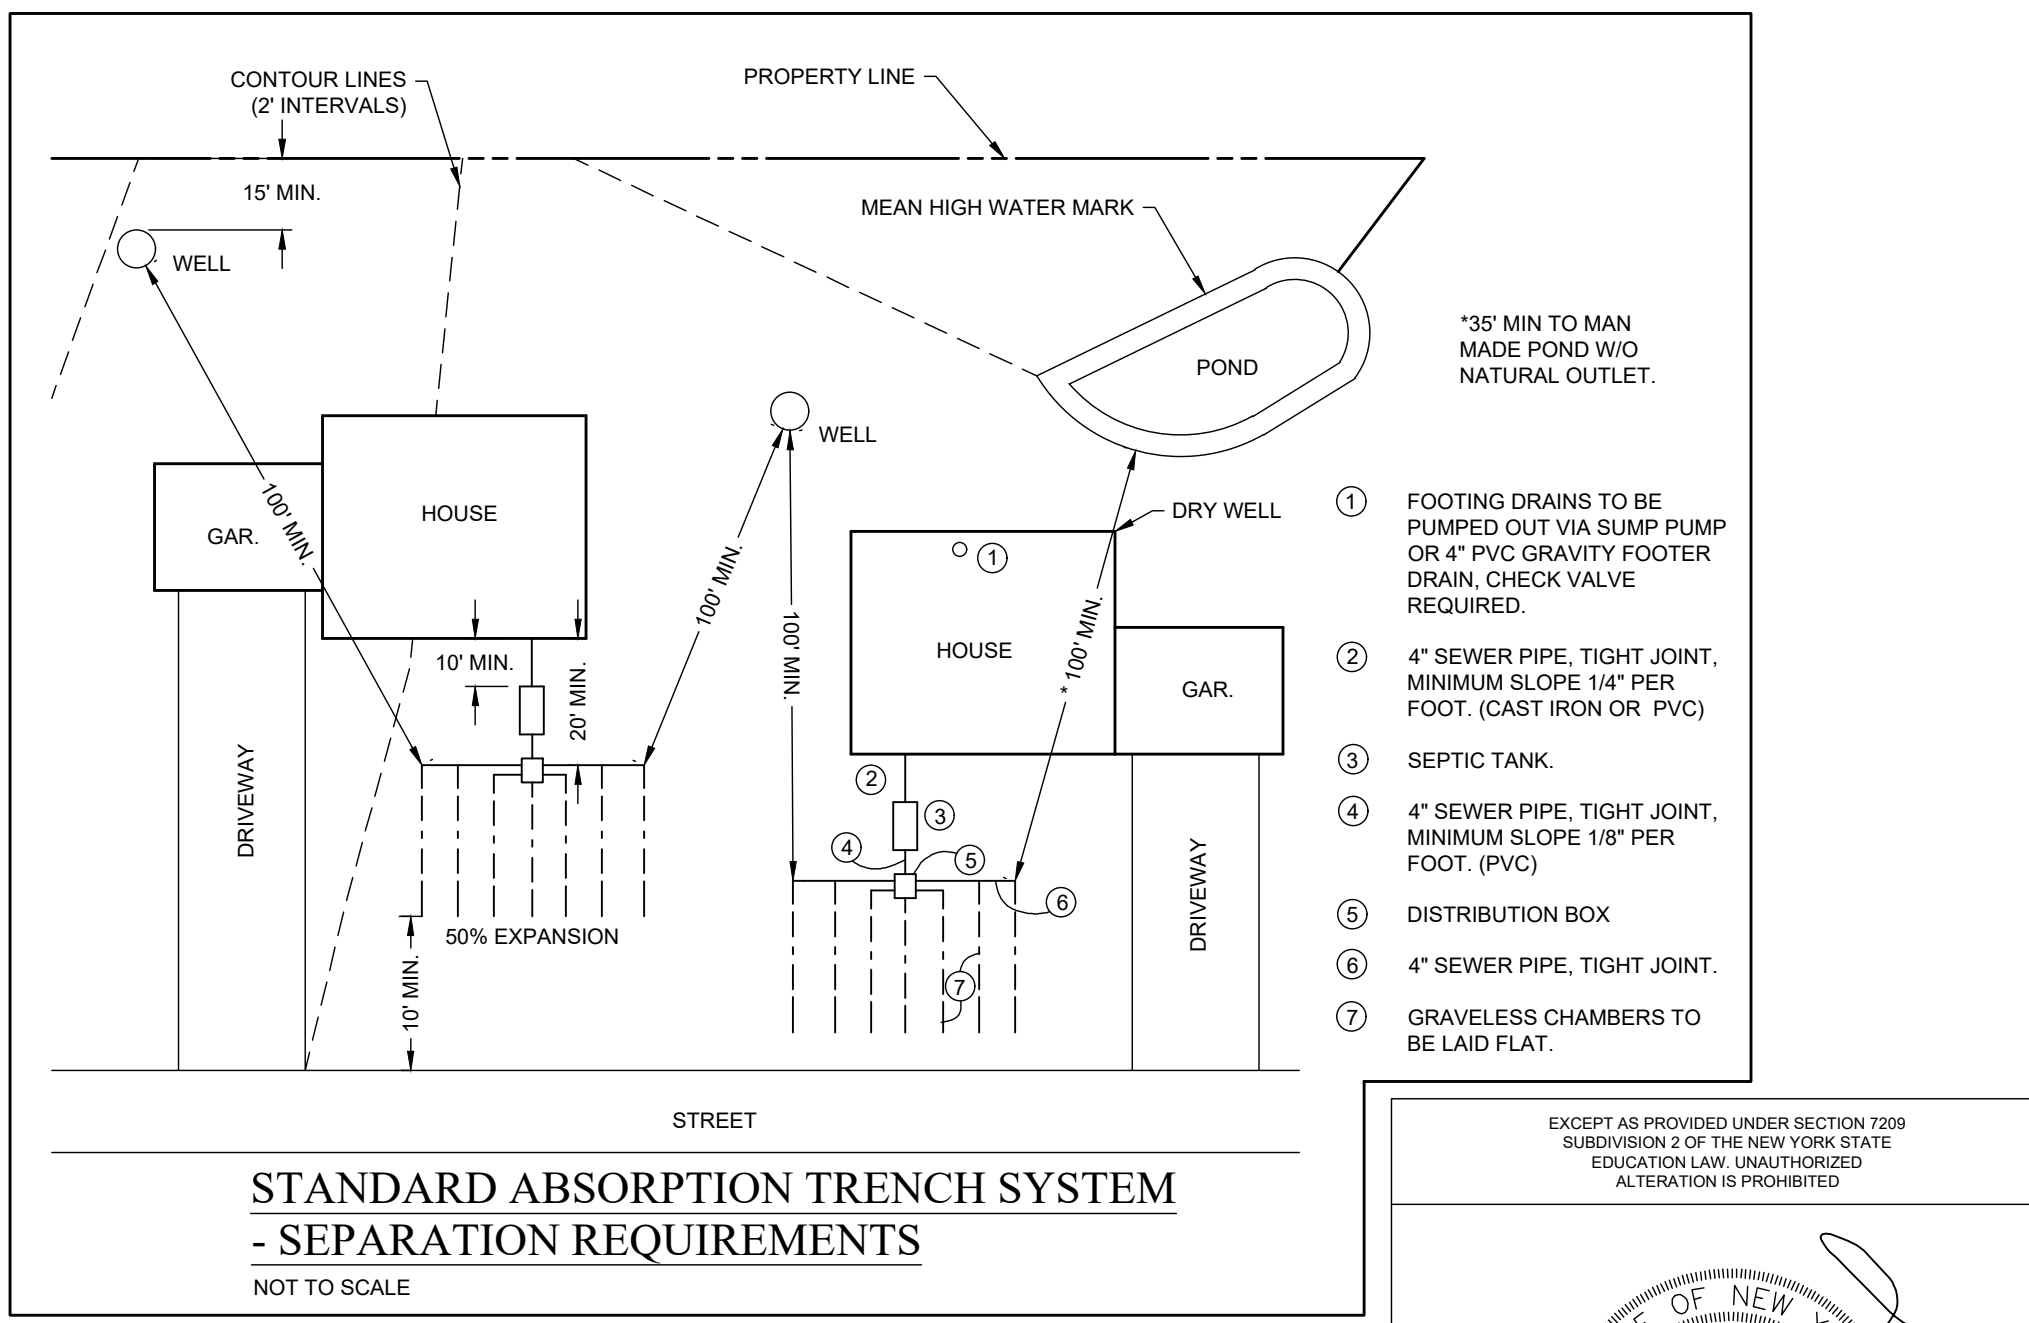 CONTOUR LINES
(2' INTERVALS)
PROPERTY LINE
15' MIN.
MEAN HIGH WATER MARK
WELL
*35' MIN TO MAN
MADE POND W/O
NATURAL OUTLET.
POND
WELL
HOUSE
GAR.
100' MIN.
DRY WELL
1
HOUSE
GAR.
100' MIN.
100' MIN.
* 100' MIN.
10' MIN.
20' MIN.
DRIVEWAY
2
3
4
5
6
7
DRIVEWAY
50% EXPANSION
10' MIN.
STREET
1
FOOTING DRAINS TO BE
PUMPED OUT VIA SUMP PUMP
OR 4" PVC GRAVITY FOOTER
DRAIN, CHECK VALVE
REQUIRED.
2
4" SEWER PIPE, TIGHT JOINT,
MINIMUM SLOPE 1/4" PER
FOOT. (CAST IRON OR PVC)
3
SEPTIC TANK.
4
4" SEWER PIPE, TIGHT JOINT,
MINIMUM SLOPE 1/8" PER
FOOT. (PVC)
5
DISTRIBUTION BOX
6
4" SEWER PIPE, TIGHT JOINT.
7
GRAVELESS CHAMBERS TO
BE LAID FLAT.
STANDARD ABSORPTION TRENCH SYSTEM
- SEPARATION REQUIREMENTS
NOT TO SCALE
EXCEPT AS PROVIDED UNDER SECTION 7209
SUBDIVISION 2 OF THE NEW YORK STATE
EDUCATION LAW. UNAUTHORIZED
ALTERATION IS PROHIBITED
OF NEW